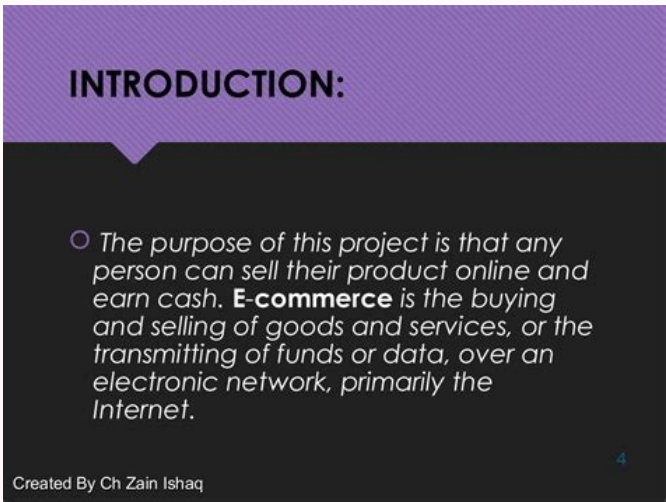 INTRODUCTION:
The purpose of this project is that any
person can sell their product online and
earn cash. E-commerce is the buying
and selling of goods and services, or the
transmitting of funds or data, over an
electronic network, primarily the
Internet.
4
Created By Ch Zain Ishaq